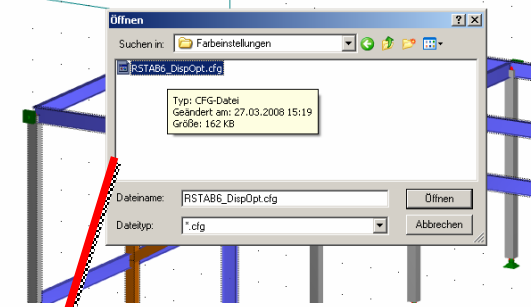 Öffnen
Suchen in: Farbeinstellungen
RSTAB6_DispOpt.cfg
Typ: CFG-Datei
Geändert am: 27.03.2008 15:19
Größe: 162 KB
Dateiname: RSTAB6_DispOpt.cfg Öffnen
Dateityp: *.cfg Abbrechen